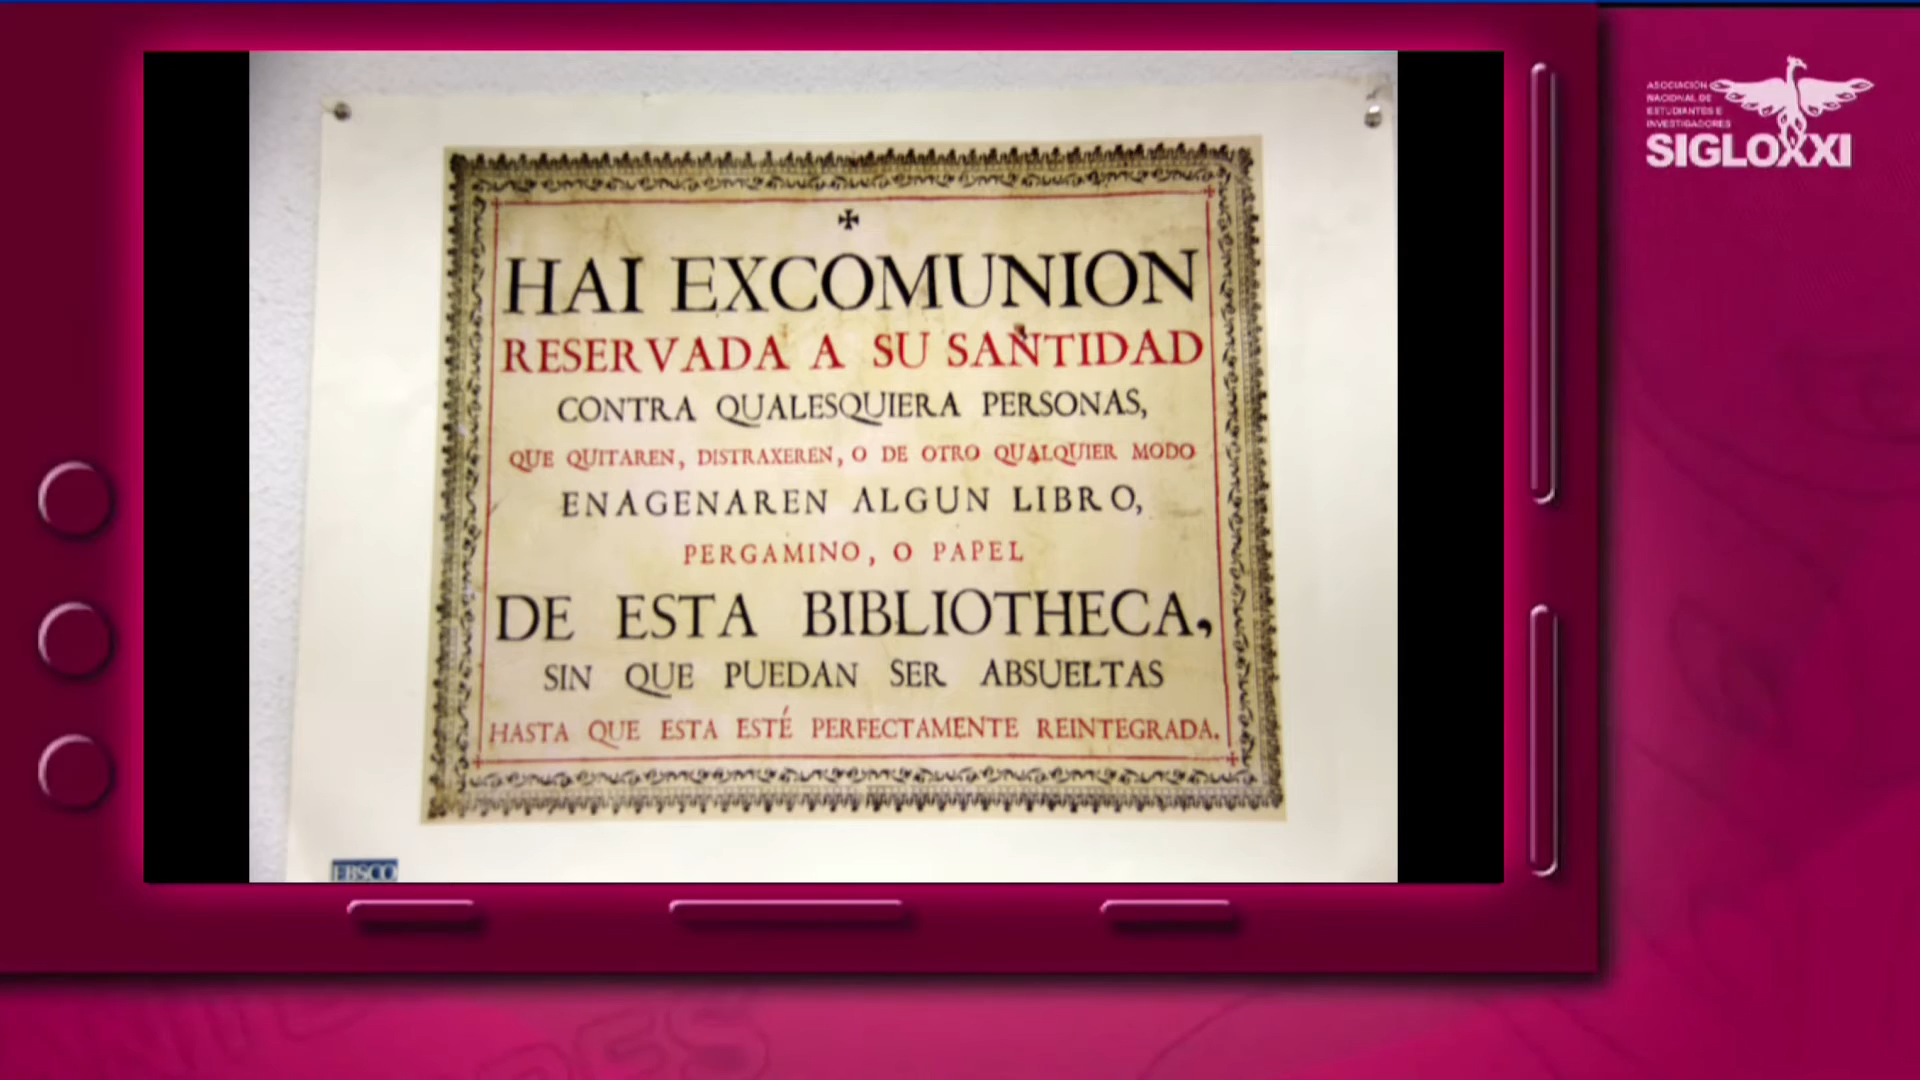 HAI EXCOMUNION
RESERVADA A SU SANTIDAD
CONTRA QUALESQUIERA PERSONAS,
QUE QUITAREN, DISTRAXEREN, O DE OTRO QUALQUIER MODO
ENAGENAREN ALGUN LIBRO,
PERGAMINO, O PAPEL
DE ESTA BIBLIOTHECA,
SIN QUE PUEDAN SER ABSUELTAS
HASTA QUE ESTA ESTÉ PERFECTAMENTE REINTEGRADA.
EBSCO
ASOCIACIÓN
NACIONAL DE
ESTUDIANTES E
INVESTIGADORES
SIGLOXXI